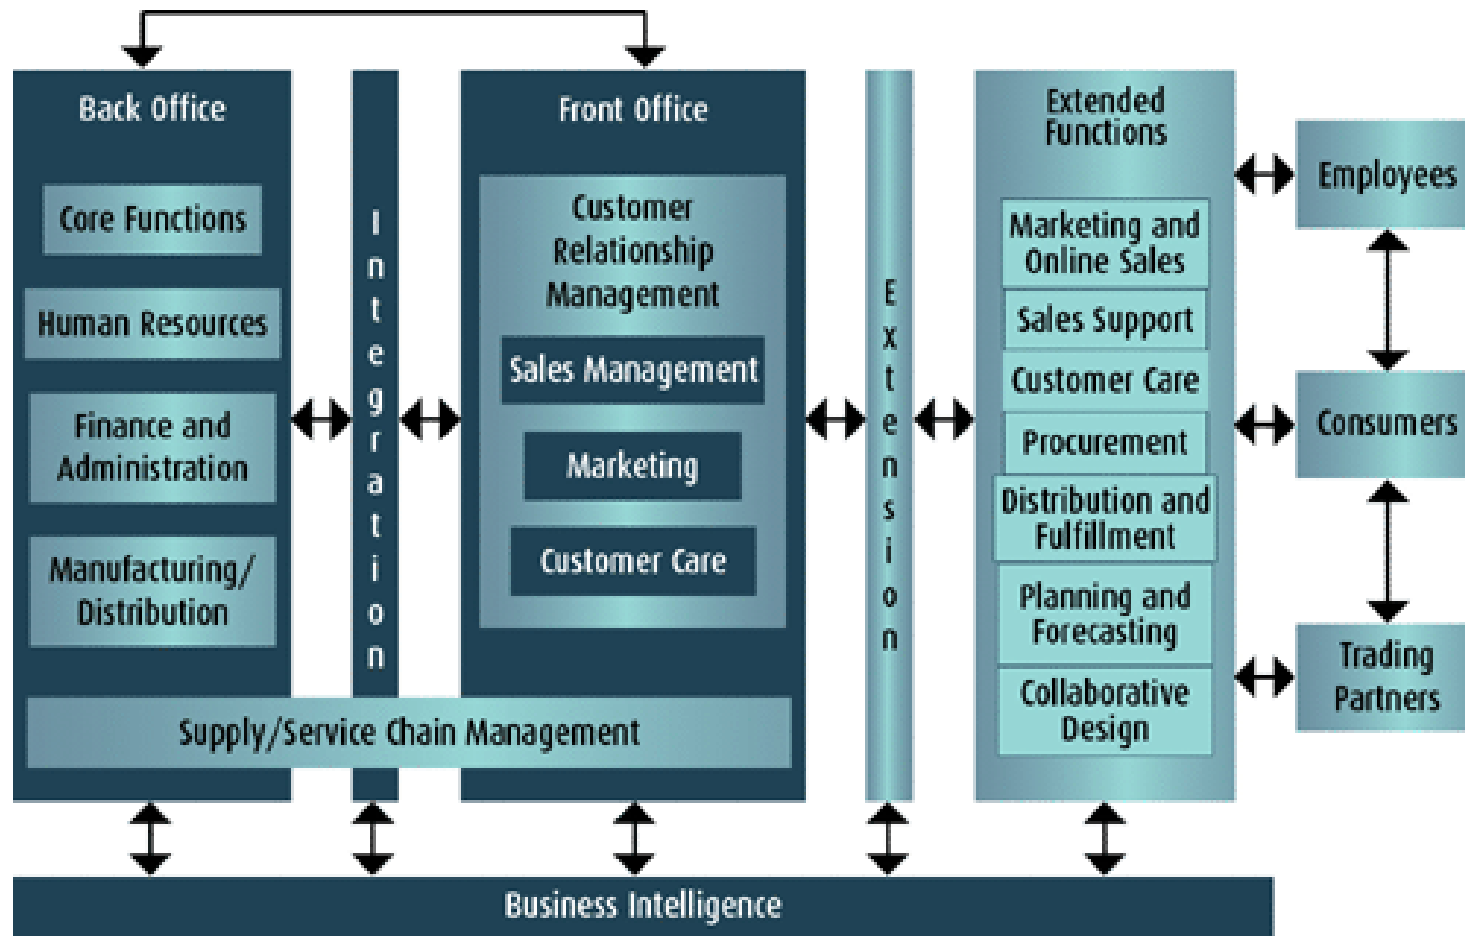 Back Office
Core Functions
Human Resources
Finance and
Administration
Manufacturing/
Distribution
Integration
Front Office
Customer
Relationship
Management
Sales Management
Marketing
Customer Care
Supply/Service Chain Management
Extension
Extended
Functions
Marketing and
Online Sales
Sales Support
Customer Care
Procurement
Distribution and
Fulfillment
Planning and
Forecasting
Collaborative
Design
Employees
Consumers
Trading
Partners
Business Intelligence